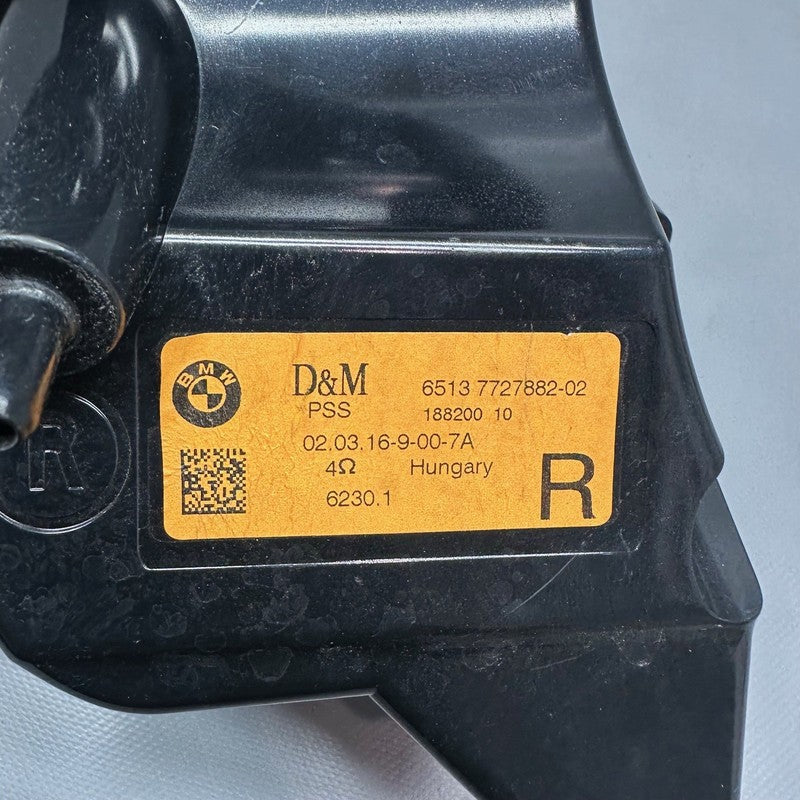 BMW
D&M
PSS
6513 7727882-02
188200 10
02.03.16-9-00-7A
4Ω Hungary
6230.1
R
R